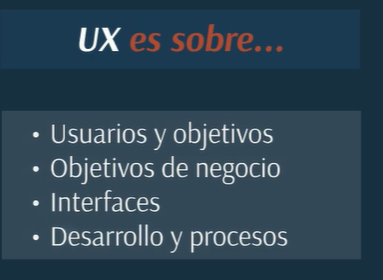 UX es sobre...
• Usuarios y objetivos
• Objetivos de negocio
• Interfaces
• Desarrollo y procesos